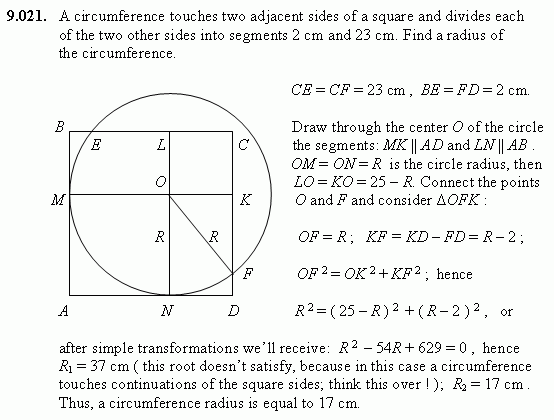 9.021. A circumference touches two adjacent sides of a square and divides each
of the two other sides into segments 2 cm and 23 cm. Find a radius of
the circumference.
CE = CF = 23 cm , BE = FD = 2 cm.
B E L C
Draw through the center O of the circle
the segments: MK || AD and LN || AB .
OM = ON = R is the circle radius, then
LO = KO = 25 – R. Connect the points
O and F and consider ΔOFK :
M O K
R R
OF = R ; KF = KD – FD = R – 2 ;
F
OF 2 = OK 2 + KF 2 ; hence
A N D
R 2 = ( 25 – R ) 2 + ( R – 2 ) 2 , or
after simple transformations we’ll receive: R 2 – 54R + 629 = 0 , hence
R1 = 37 cm ( this root doesn’t satisfy, because in this case a circumference
touches continuations of the square sides; think this over ! ); R2 = 17 cm .
Thus, a circumference radius is equal to 17 cm.